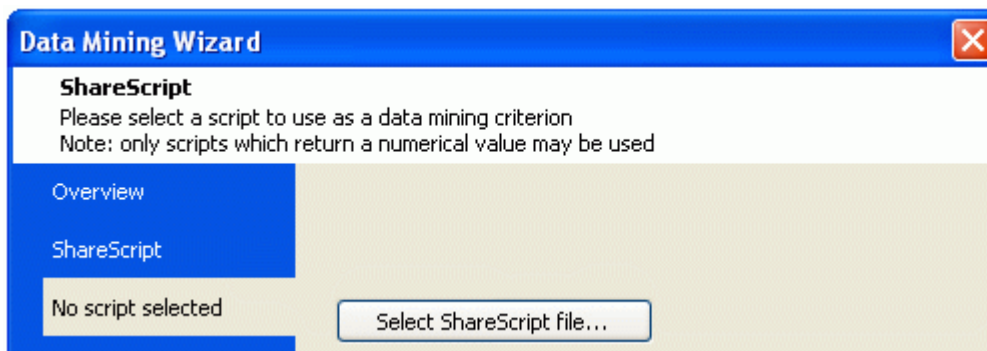 Data Mining Wizard
ShareScript
Please select a script to use as a data mining criterion
Note: only scripts which return a numerical value may be used
Overview
ShareScript
No script selected
Select ShareScript file...